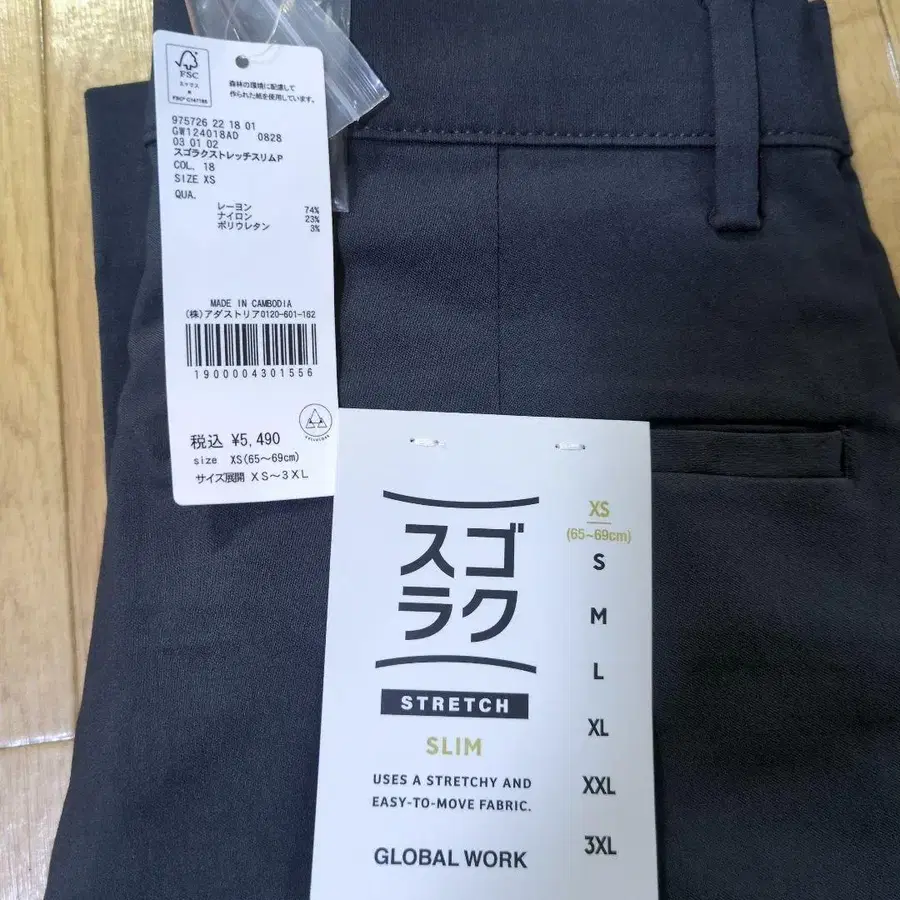 FSC
森林の環境に配慮して
作られた紙を使用しています。
975726 22 18 01
GW124018AD 0828
03 01 02
スゴラクストレッチスリムP
COL. 18
SIZE XS
QUA.
レーヨン 74%
ナイロン 23%
ポリウレタン 3%
MADE IN CAMBODIA
(株)アダストリア0120-601-162
1900004301556
税込 ¥5,490
size XS(65～69cm)
サイズ展開 XS～3XL
スゴ
ラク
STRETCH
SLIM
USES A STRETCHY AND
EASY-TO-MOVE FABRIC.
GLOBAL WORK
XS
(65~69cm)
S
M
L
XL
XXL
3XL